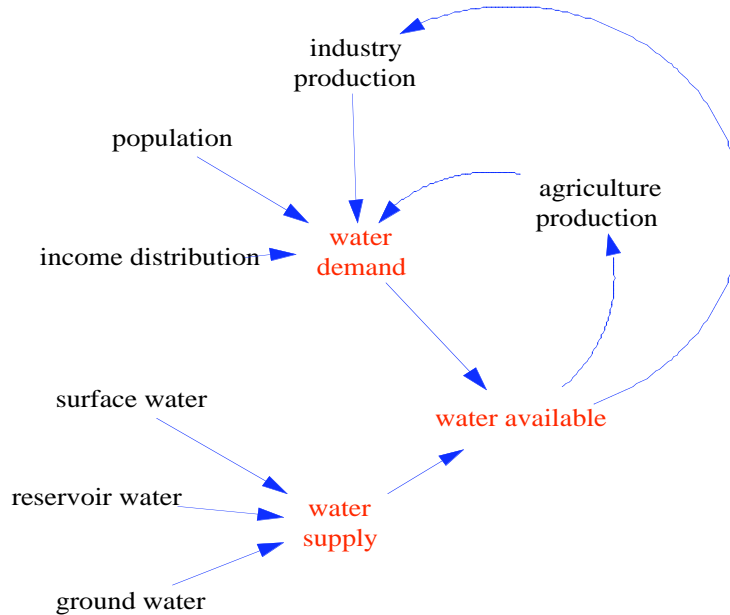 industry
production
population
agriculture
production
water
demand
income distribution
surface water
water available
reservoir water
water
supply
ground water